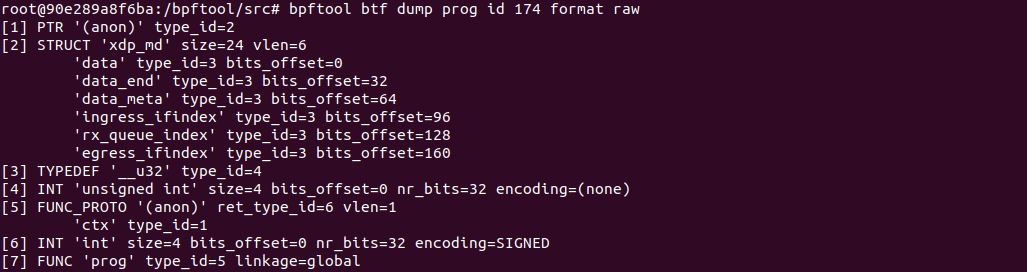 root@90e289a8f6ba:/bpftool/src# bpftool btf dump prog id 174 format raw
[1] PTR '(anon)' type_id=2
[2] STRUCT 'xdp_md' size=24 vlen=6
        'data' type_id=3 bits_offset=0
        'data_end' type_id=3 bits_offset=32
        'data_meta' type_id=3 bits_offset=64
        'ingress_ifindex' type_id=3 bits_offset=96
        'rx_queue_index' type_id=3 bits_offset=128
        'egress_ifindex' type_id=3 bits_offset=160
[3] TYPEDEF '__u32' type_id=4
[4] INT 'unsigned int' size=4 bits_offset=0 nr_bits=32 encoding=(none)
[5] FUNC_PROTO '(anon)' ret_type_id=6 vlen=1
        'ctx' type_id=1
[6] INT 'int' size=4 bits_offset=0 nr_bits=32 encoding=SIGNED
[7] FUNC 'prog' type_id=5 linkage=global